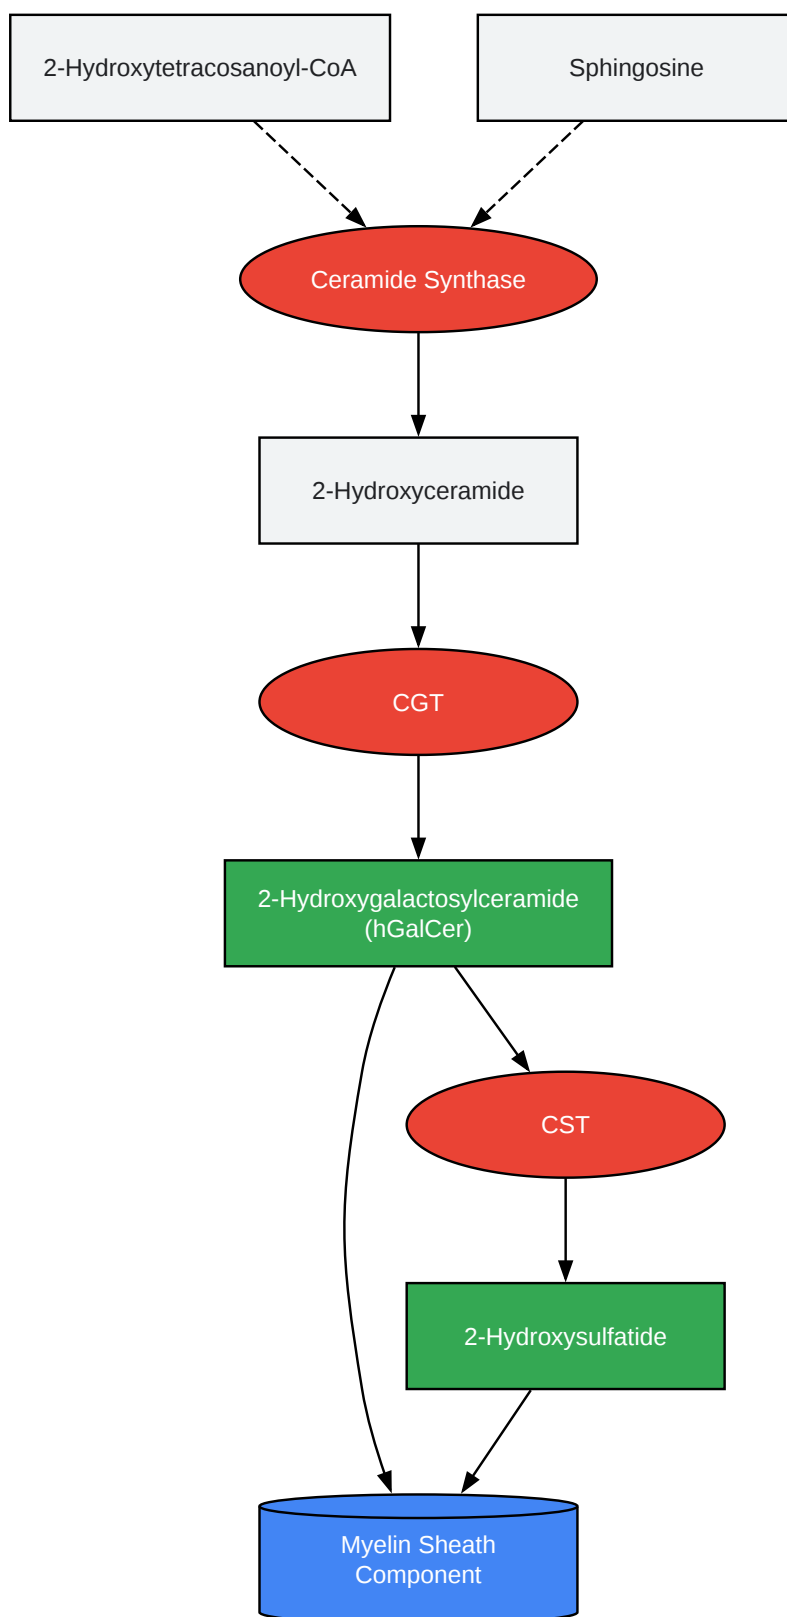 2-Hydroxytetracosanoyl-CoA
Sphingosine
Ceramide Synthase
2-Hydroxyceramide
CGT
2-Hydroxygalactosylceramide
(hGalCer)
CST
2-Hydroxysulfatide
Myelin Sheath
Component